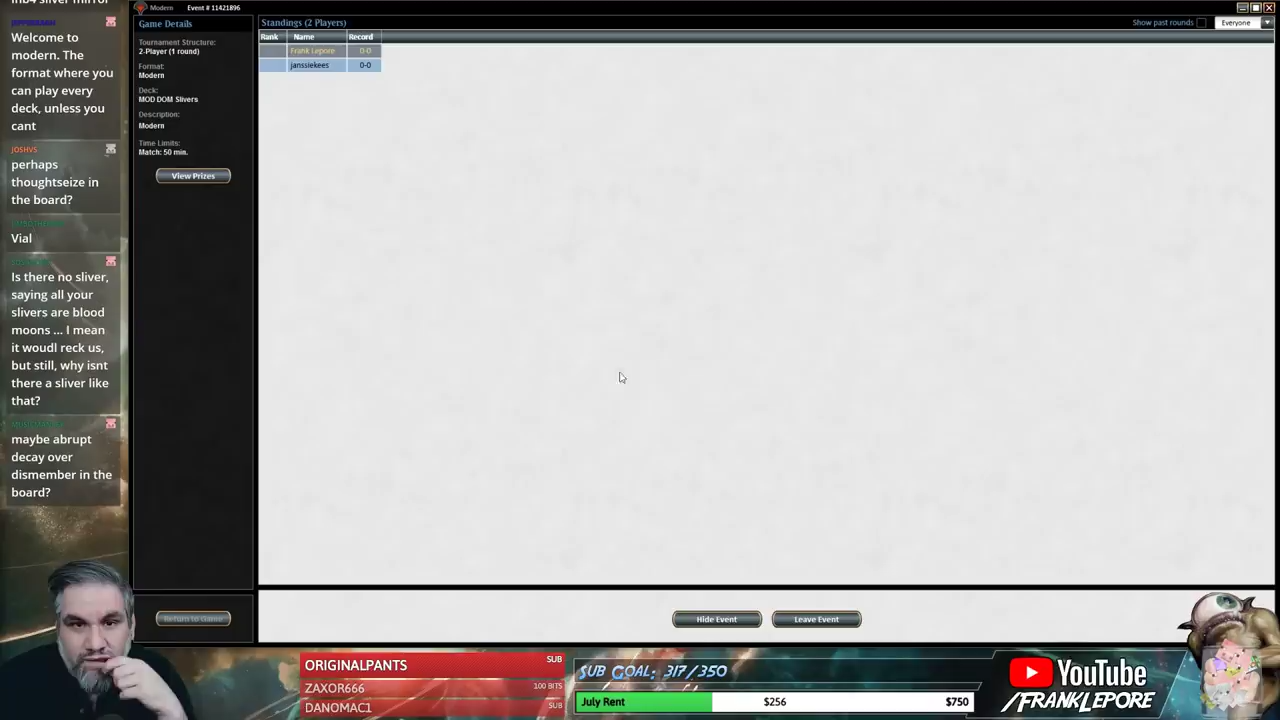 Welcome to
modern. The
format where you
can play every
deck, unless you
cant
JOSHVS
perhaps
thoughtseize in
the board?
Vial
Is there no sliver,
saying all your
slivers are blood
moons ... I mean
it woudl reck us,
but still, why isnt
there a sliver like
that?
maybe abrupt
decay over
dismember in the
board?
Modern Event # 11421896
Game Details
Tournament Structure:
2-Player (1 round)
Format:
Modern
Deck:
MOD DOM Slivers
Description:
Modern
Time Limits:
Match: 50 min.
View Prizes
Return to Game
Standings (2 Players)
Show past rounds
Everyone
Rank Name Record
Frank Lepore 0-0
janssiekees 0-0
Hide Event
Leave Event
ORIGINALPANTS SUB
ZAXOR666 100 BITS
DANOMAC1 SUB
SUB GOAL: 317/350
July Rent $256 $750
YouTube
/FRANKLEPORE